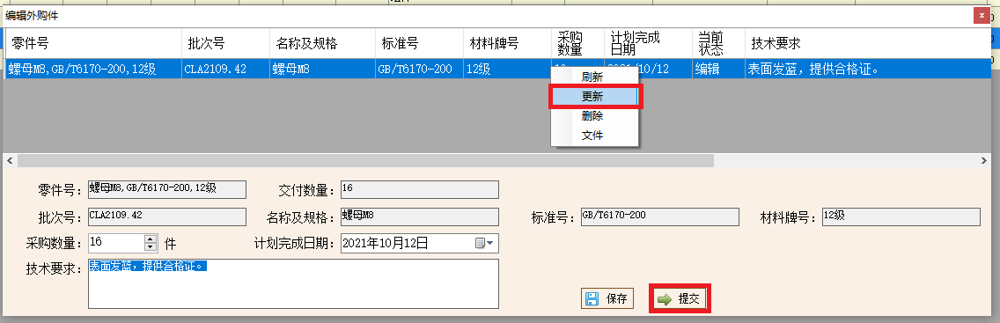 编辑外购件
x
零件号 批次号 名称及规格 标准号 材料牌号 采购数量 计划完成日期 当前状态 技术要求
螺母M8,GB/T6170-200,12级 CLA2109.42 螺母M8 GB/T6170-200 12级 2021/10/12 编辑 表面发蓝，提供合格证。
刷新
更新
删除
文件
零件号： 螺母M8,GB/T6170-200,12级 交付数量： 16
批次号： CLA2109.42 名称及规格： 螺母M8 标准号： GB/T6170-200 材料牌号： 12级
采购数量： 16 件 计划完成日期： 2021年10月12日
技术要求： 表面发蓝，提供合格证。
保存 提交